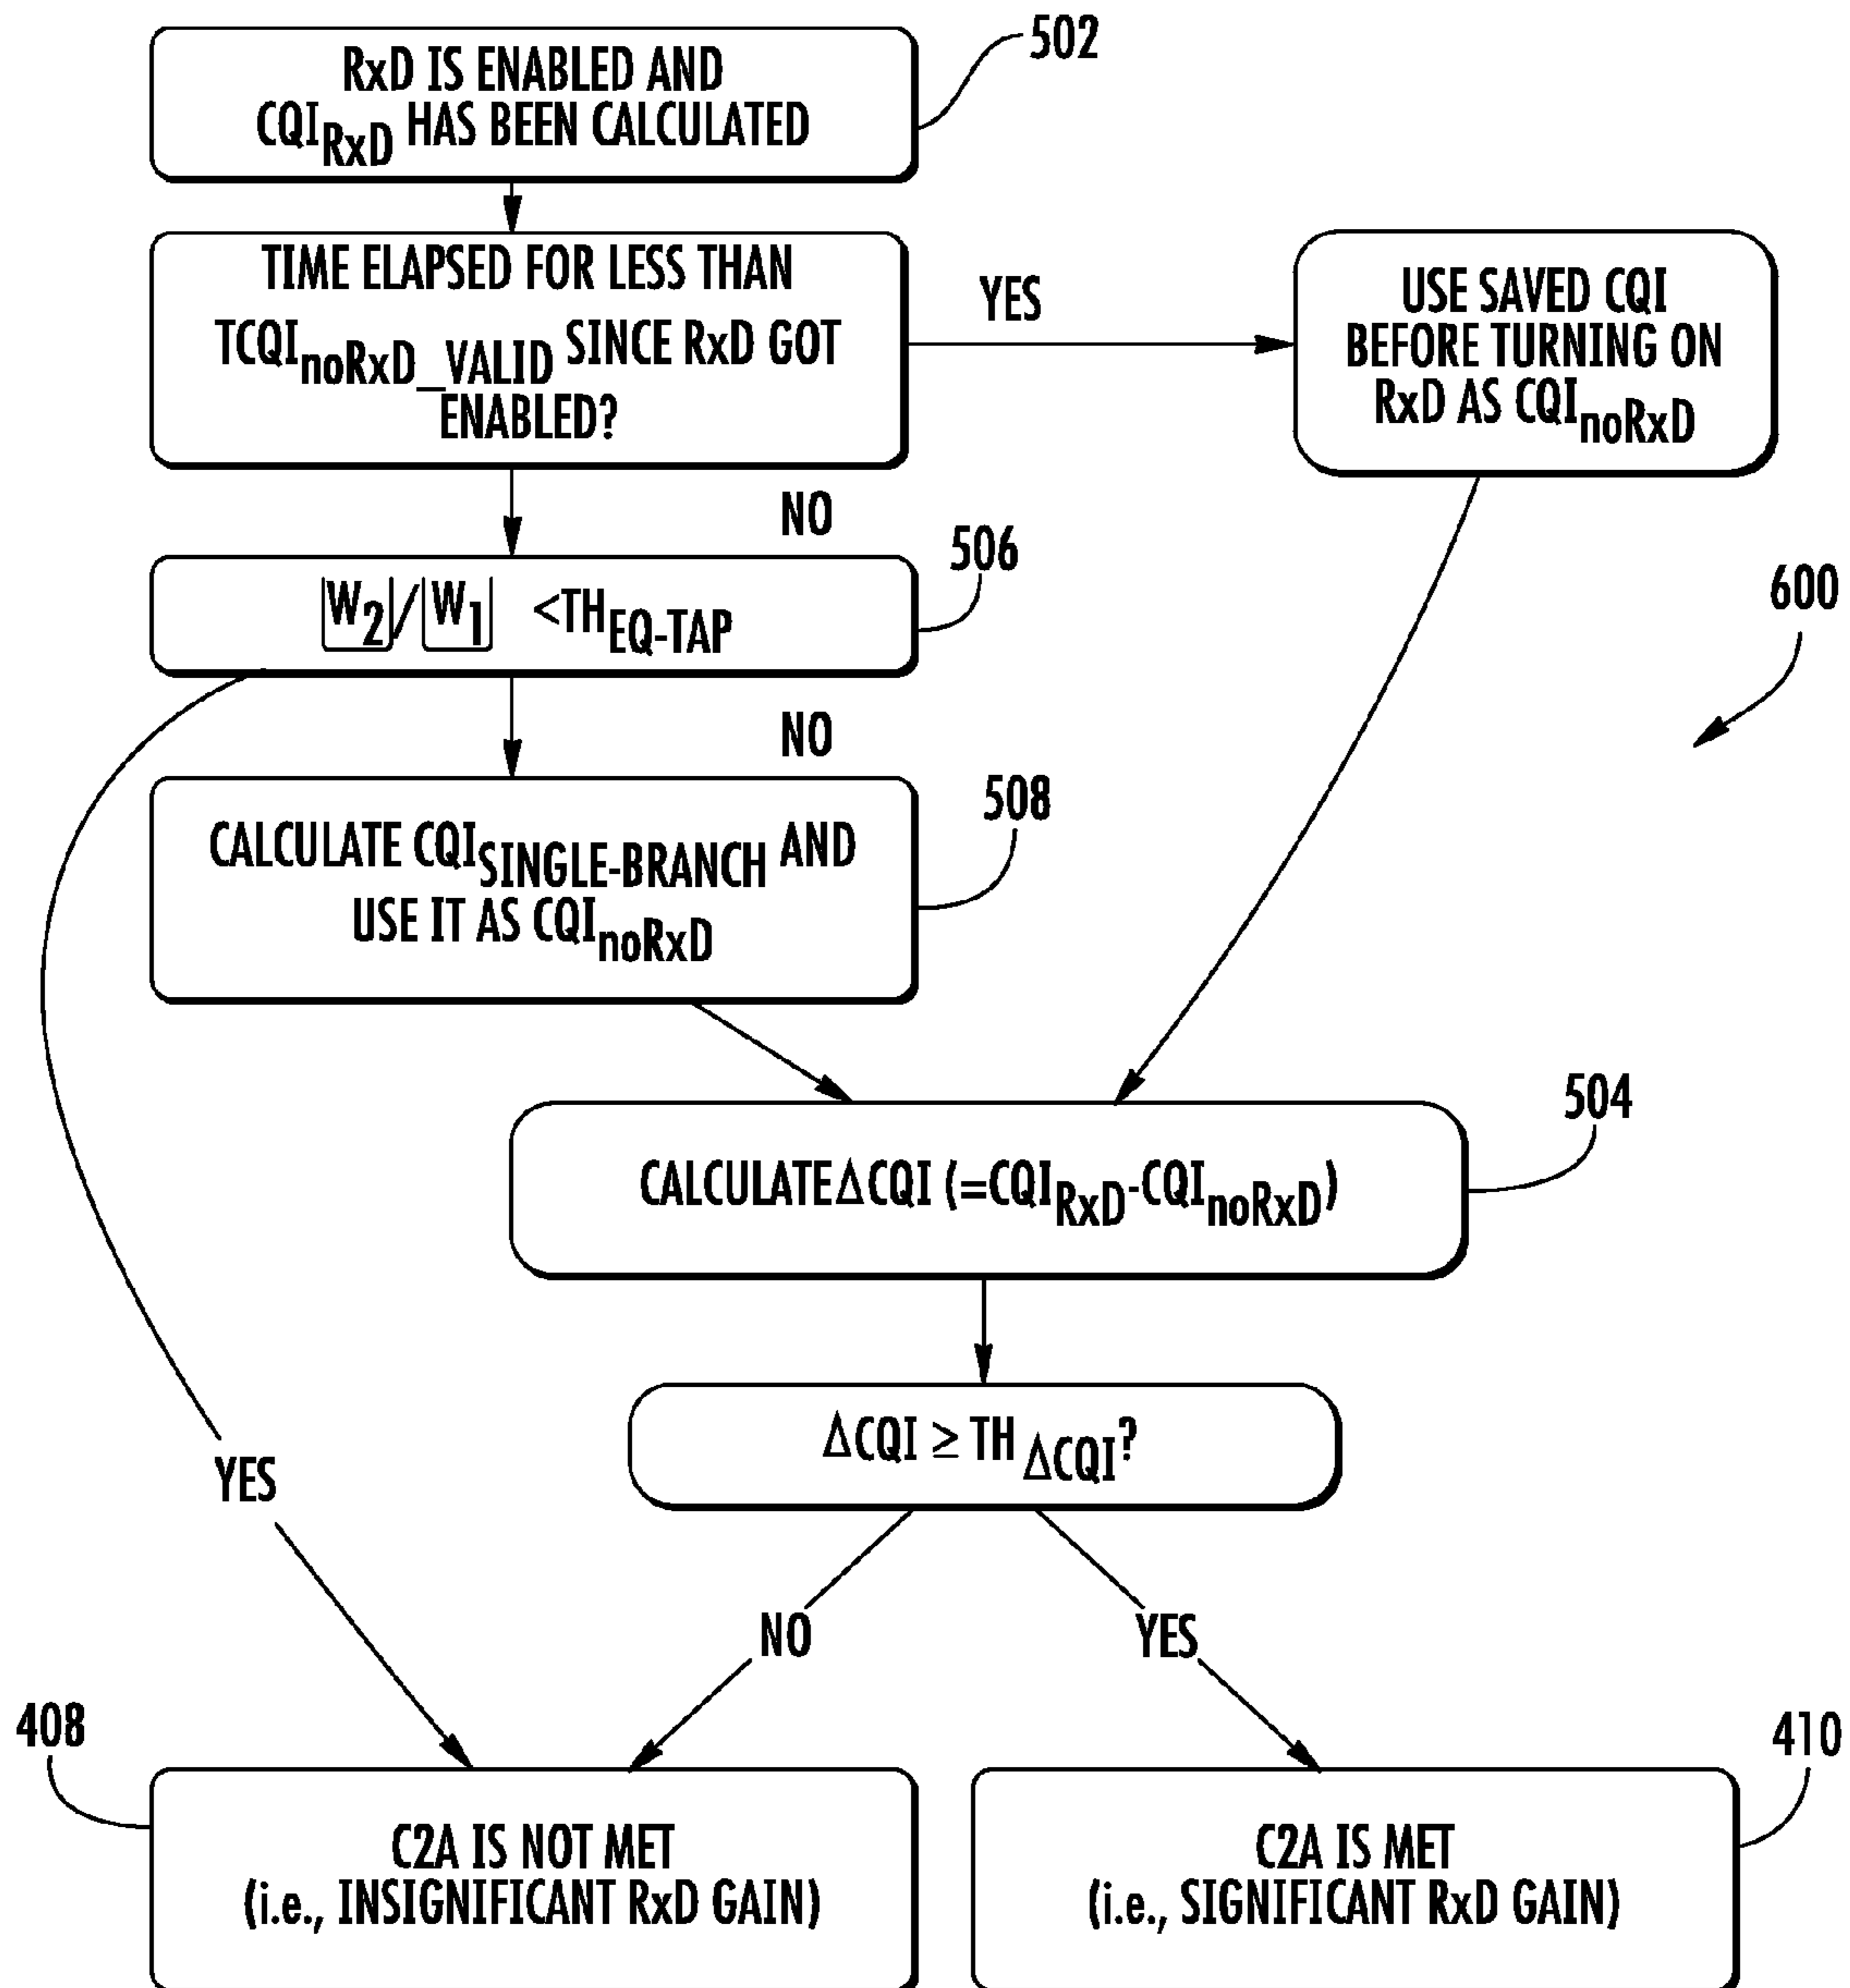 RxD IS ENABLED AND
CQIRxD HAS BEEN CALCULATED
502
TIME ELAPSED FOR LESS THAN
TCQInoRxD_VALID SINCE RxD GOT
ENABLED?
YES
USE SAVED CQI
BEFORE TURNING ON
RxD AS CQInoRxD
NO
|W2|/|W1| <THEQ-TAP
506
600
NO
CALCULATE CQISINGLE-BRANCH AND
USE IT AS CQInoRxD
508
CALCULATE ΔCQI (=CQIRxD-CQInoRxD)
504
ΔCQI ≥ TH ΔCQI?
YES
NO
YES
408
C2A IS NOT MET
(i.e., INSIGNIFICANT RxD GAIN)
410
C2A IS MET
(i.e., SIGNIFICANT RxD GAIN)